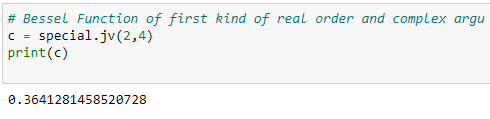 # Bessel Function of first kind of real order and complex argu
c = special.jv(2,4)
print(c)
0.3641281458520728